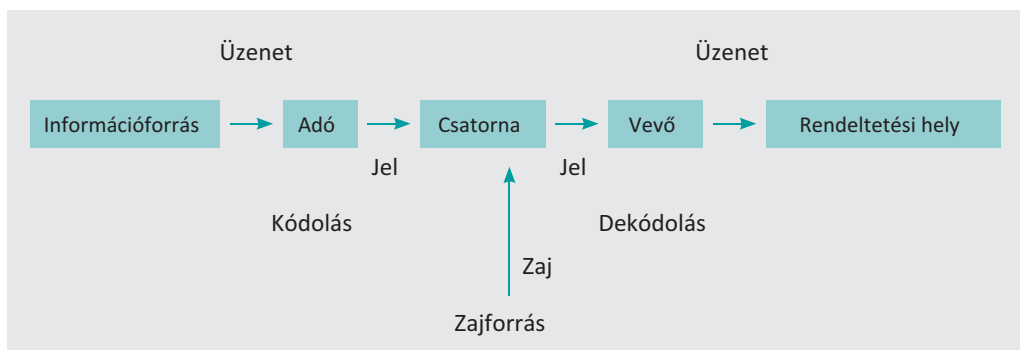 Üzenet Üzenet
Információforrás Adó Csatorna Vevő Rendeltetési hely
Jel Jel
Kódolás Dekódolás
Zaj
Zajforrás